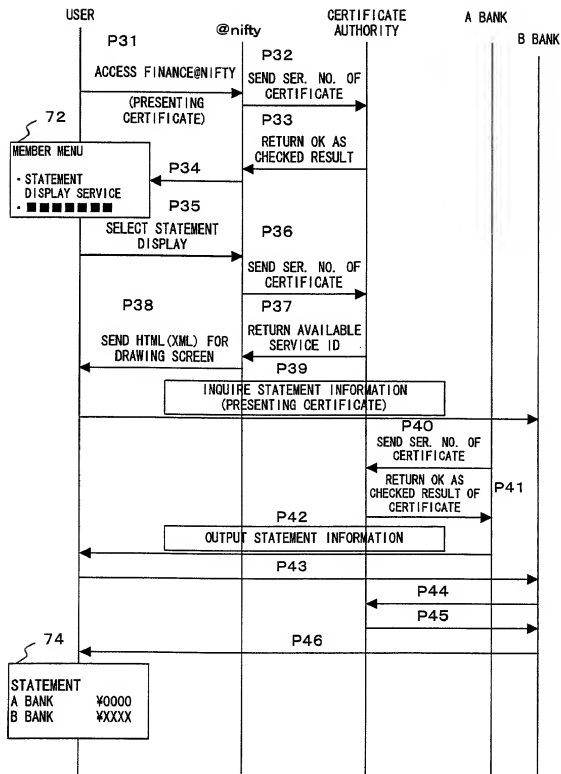 USER
@nifty
CERTIFICATE
AUTHORITY
A BANK
B BANK
P31
ACCESS FINANCE@NIFTY
(PRESENTING
CERTIFICATE)
P32
SEND SER. NO. OF
CERTIFICATE
P33
RETURN OK AS
CHECKED RESULT
72
MEMBER MENU
- STATEMENT
DISPLAY SERVICE
- ■■■■■■■
P34
P35
SELECT STATEMENT
DISPLAY
P36
SEND SER. NO. OF
CERTIFICATE
P37
RETURN AVAILABLE
SERVICE ID
P38
SEND HTML(XML) FOR
DRAWING SCREEN
P39
INQUIRE STATEMENT INFORMATION
(PRESENTING CERTIFICATE)
P40
SEND SER. NO. OF
CERTIFICATE
P41
RETURN OK AS
CHECKED RESULT OF
CERTIFICATE
P42
OUTPUT STATEMENT INFORMATION
P43
P44
P45
P46
74
STATEMENT
A BANK ¥0000
B BANK ¥XXXX